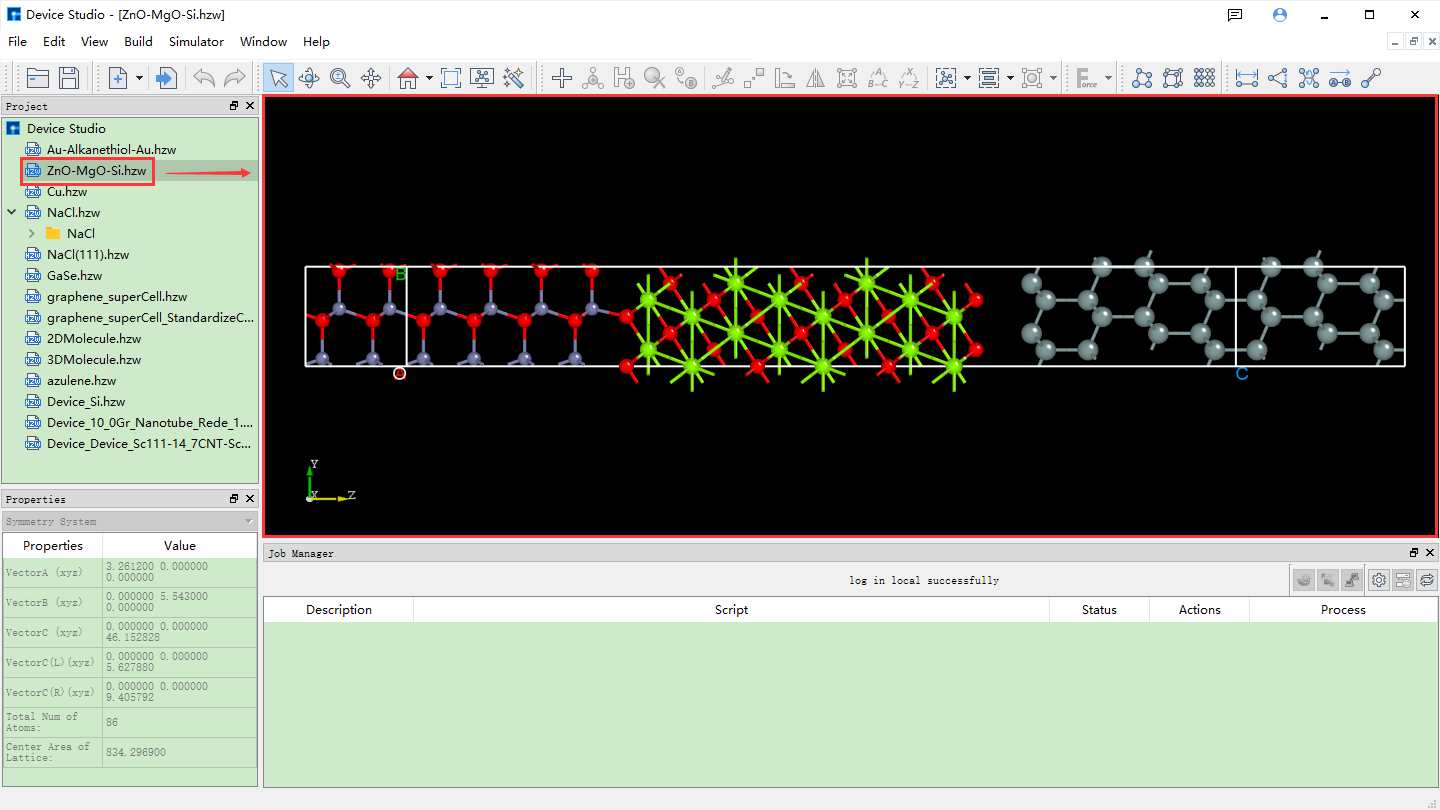 Device Studio - [ZnO-MgO-Si.hzw]
File Edit View Build Simulator Window Help
Force
A B-C X Y-Z
A B
A-B
Project
Device Studio
Au-Alkanethiol-Au.hzw
ZnO-MgO-Si.hzw
Cu.hzw
NaCl.hzw
NaCl
NaCl(111).hzw
GaSe.hzw
graphene_superCell.hzw
graphene_superCell_StandardizeC...
2DMolecule.hzw
3DMolecule.hzw
azulene.hzw
Device_Si.hzw
Device_10_0Gr_Nanotube_Rede_1....
Device_Device_Sc111-14_7CNT-Sc...
B
A
C
Y
X
Z
Properties
Symmetry System
Properties Value
VectorA (xyz) 3.261200 0.000000
0.000000
VectorB (xyz) 0.000000 5.543000
0.000000
VectorC (xyz) 0.000000 0.000000
46.152828
VectorC(L)(xyz) 0.000000 0.000000
5.627880
VectorC(R)(xyz) 0.000000 0.000000
9.405792
Total Num of
Atoms: 86
Center Area of
Lattice: 834.296900
Job Manager
log in local successfully
Description Script Status Actions Process